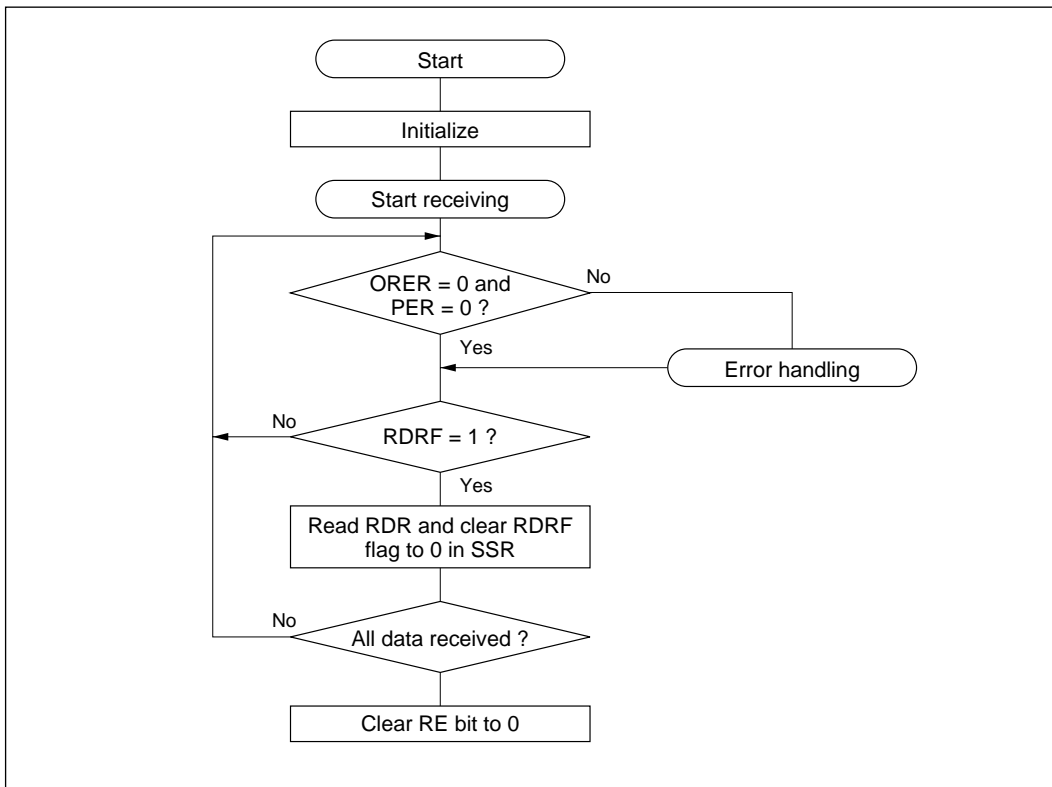 Start
Initialize
Start receiving
ORER = 0 and
PER = 0 ?
No
Yes
Error handling
No
RDRF = 1 ?
Yes
Read RDR and clear RDRF
flag to 0 in SSR
No
All data received ?
Clear RE bit to 0